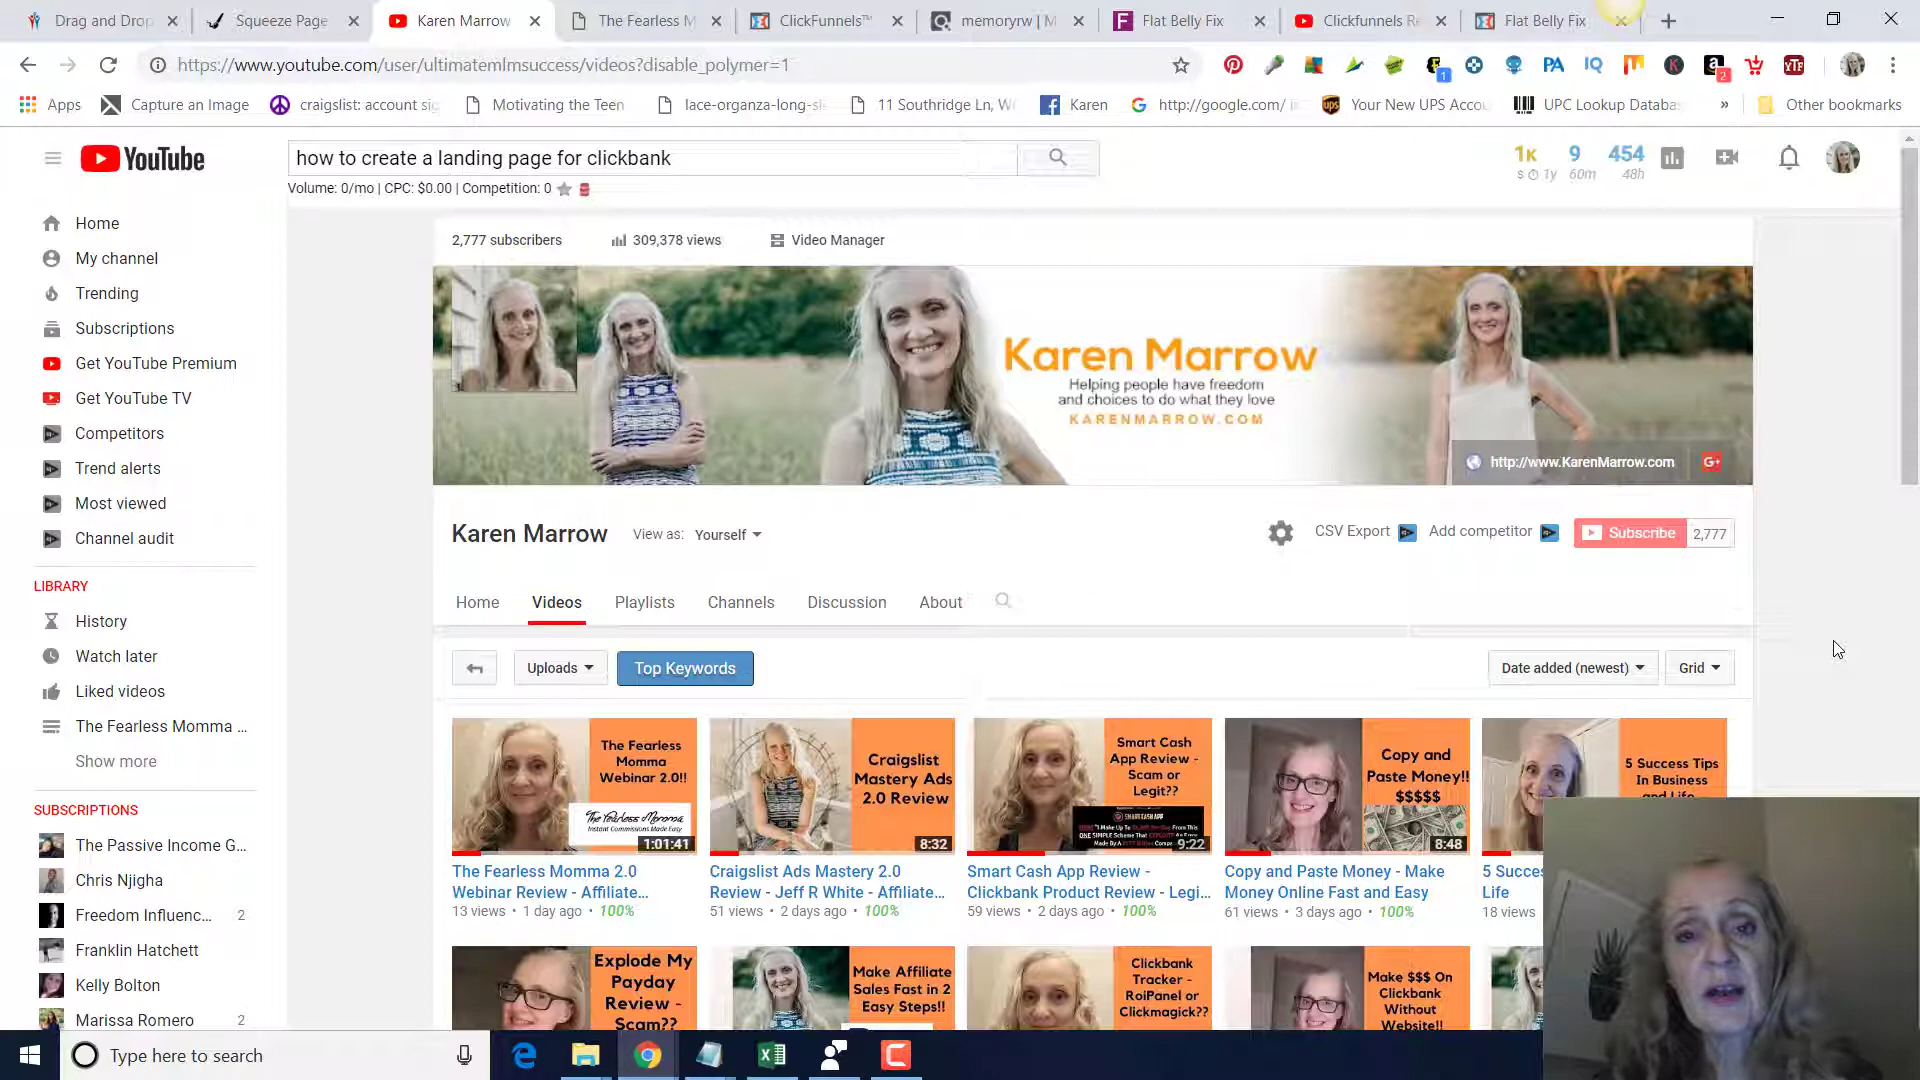 Drag and Drop
Squeeze Page
Karen Marrow
The Fearless M
ClickFunnels™
memoryrw | M
Flat Belly Fix
Clickfunnels Re
Flat Belly Fix
https://www.youtube.com/user/ultimatemlmsuccess/videos?disable_polymer=1
Apps
Capture an Image
craigslist: account sig
Motivating the Teen
lace-organza-long-sl
11 Southridge Ln, W
Karen
http://google.com/
Your New UPS Accou
UPC Lookup Databas
»
Other bookmarks
YouTube
how to create a landing page for clickbank
1K
9
454
1y
60m
48h
Volume: 0/mo | CPC: $0.00 | Competition: 0
Home
My channel
Trending
Subscriptions
Get YouTube Premium
Get YouTube TV
Competitors
Trend alerts
Most viewed
Channel audit
LIBRARY
History
Watch later
Liked videos
The Fearless Momma ...
Show more
SUBSCRIPTIONS
The Passive Income G...
Chris Njigha
Freedom Influenc... 2
Franklin Hatchett
Kelly Bolton
Marissa Romero 2
2,777 subscribers
309,378 views
Video Manager
Karen Marrow
Helping people have freedom
and choices to do what they love
KARENMARROW.COM
http://www.KarenMarrow.com
G+
Karen Marrow
View as: Yourself
CSV Export
Add competitor
Subscribe 2,777
Home
Videos
Playlists
Channels
Discussion
About
Uploads
Top Keywords
Date added (newest)
Grid
The Fearless
Momma
Webinar 2.0!!
The Fearless Momma
Instant Commissions Made Easy
1:01:41
The Fearless Momma 2.0
Webinar Review - Affiliate...
13 views • 1 day ago • 100%
Craigslist
Mastery Ads
2.0 Review
8:32
Craigslist Ads Mastery 2.0
Review - Jeff R White - Affiliate...
51 views • 2 days ago • 100%
Smart Cash
App Review -
Scam or
Legit??
SMART CASH APP
9:22
Smart Cash App Review -
Clickbank Product Review - Legi...
59 views • 2 days ago • 100%
Copy and
Paste Money!!
$$$$$
8:48
Copy and Paste Money - Make
Money Online Fast and Easy
61 views • 3 days ago • 100%
5 Success Tips
In Business
and Life
5 Succe
Life
18 views
Explode My
Payday
Review -
Scam??
Make Affiliate
Sales Fast in 2
Easy Steps!!
Clickbank
Tracker -
RoiPanel or
Clickmagick??
Make $$$ On
Clickbank
Without
Website!!
Type here to search